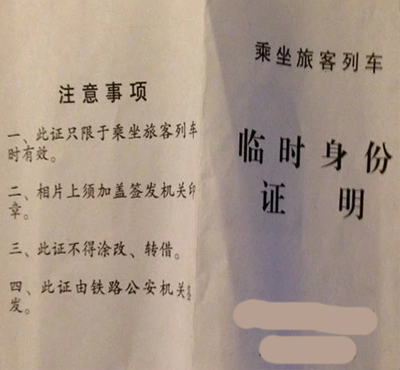 注意事项
一、此证只限于乘坐旅客列车
时有效。
二、相片上须加盖签发机关印
章。
三、此证不得涂改、转借。
四、此证由铁路公安机关签
发。
乘坐旅客列车
临时身份
证明